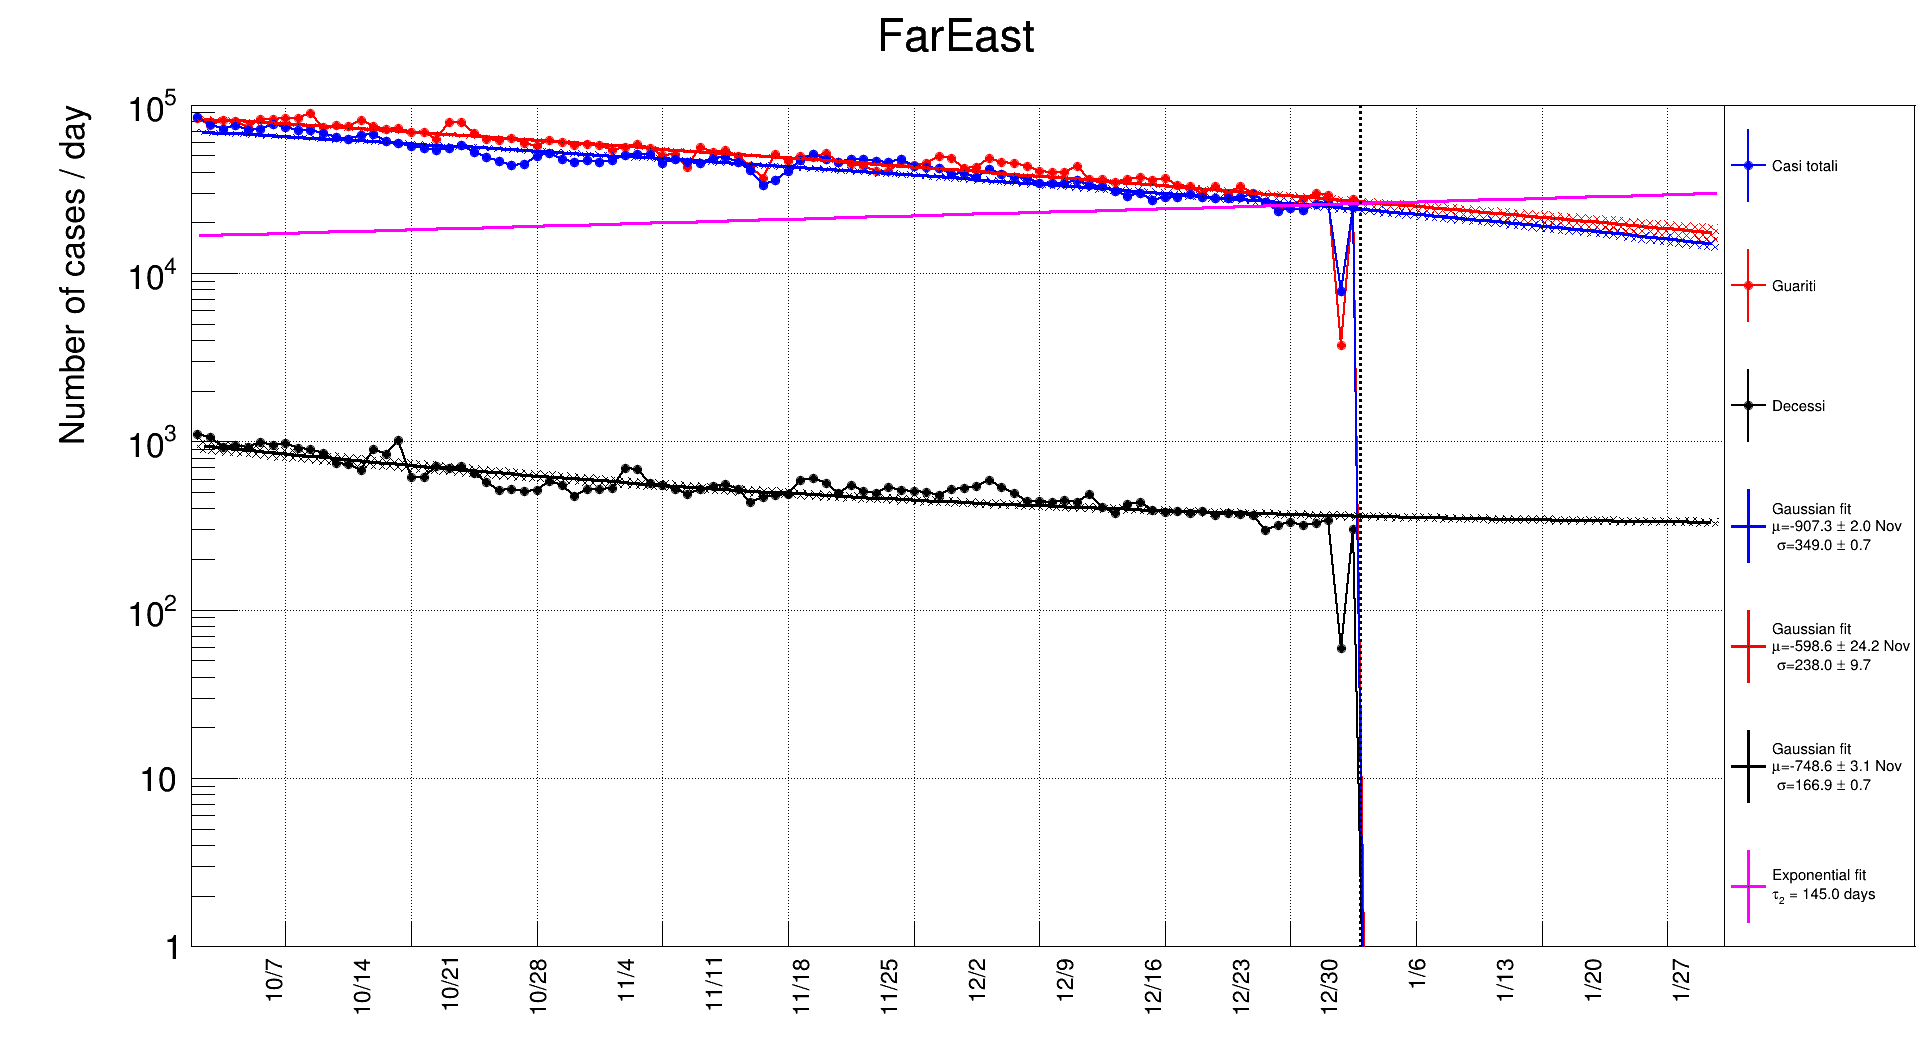 FarEast
Number of cases / day
10^5
10^4
10^3
10^2
10
1
10/7
10/14
10/21
10/28
11/4
11/11
11/18
11/25
12/2
12/9
12/16
12/23
12/30
1/6
1/13
1/20
1/27
Casi totali
Guariti
Decessi
Gaussian fit
μ=-907.3 ± 2.0 Nov
σ=349.0 ± 0.7
Gaussian fit
μ=-598.6 ± 24.2 Nov
σ=238.0 ± 9.7
Gaussian fit
μ=-748.6 ± 3.1 Nov
σ=166.9 ± 0.7
Exponential fit
τ₂ = 145.0 days